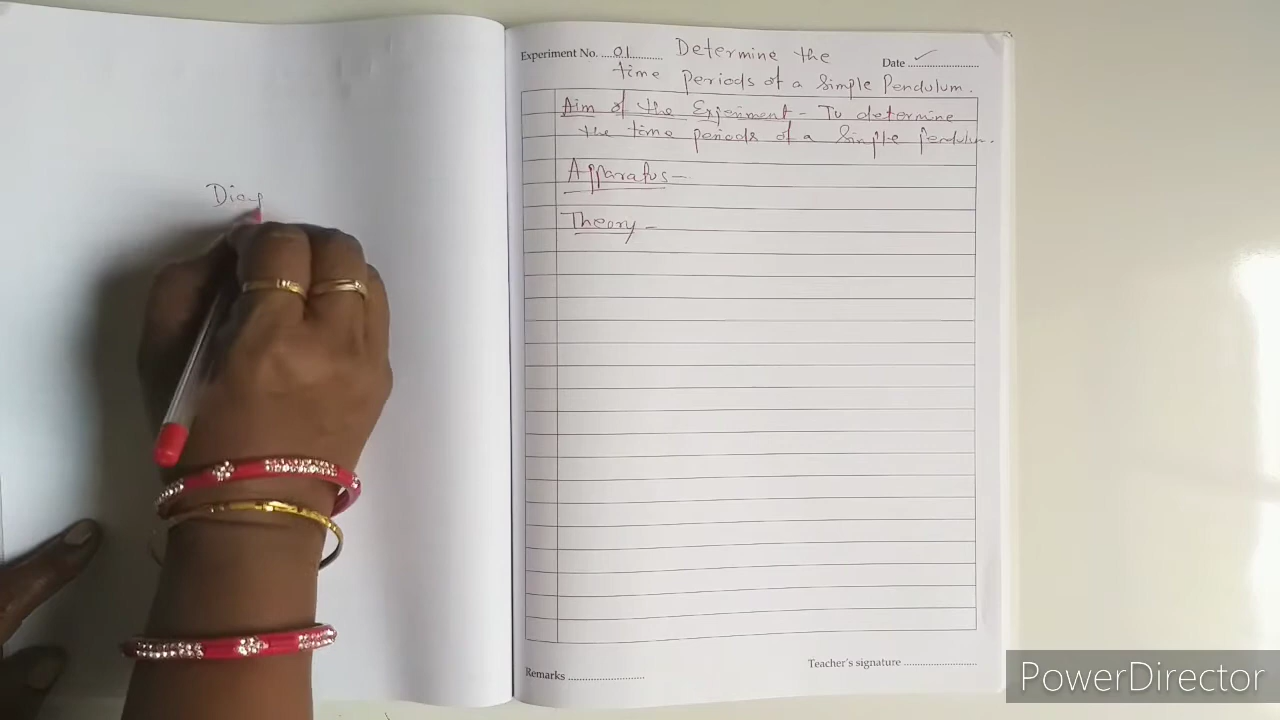 Diag
Experiment No. ....01.... Determine the
Date ✓
time periods of a Simple Pendulum.
Aim of the Experiment - To determine
the time periods of a simple pendulum.
Apparatus -
Theory -
Remarks
Teacher's signature
PowerDirector